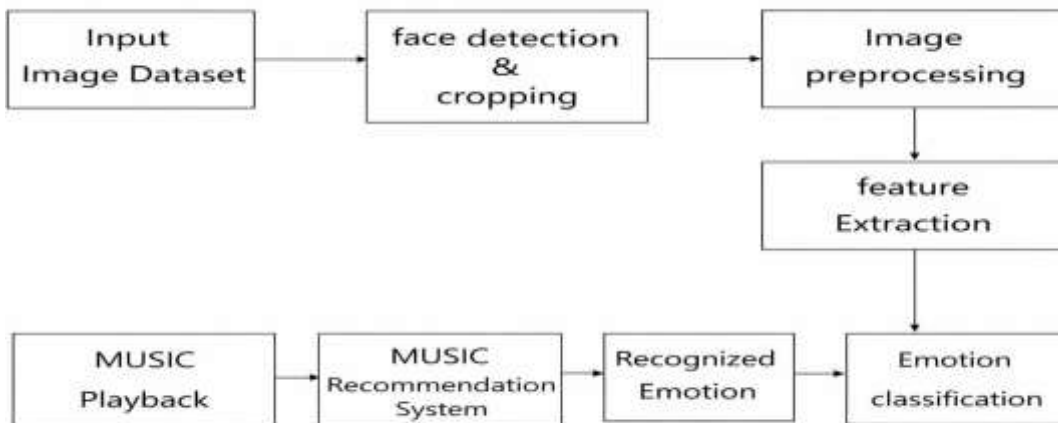 Input
Image Dataset
face detection
&
cropping
Image
preprocessing
feature
Extraction
MUSIC
Playback
MUSIC
Recommendation
System
Recognized
Emotion
Emotion
classification